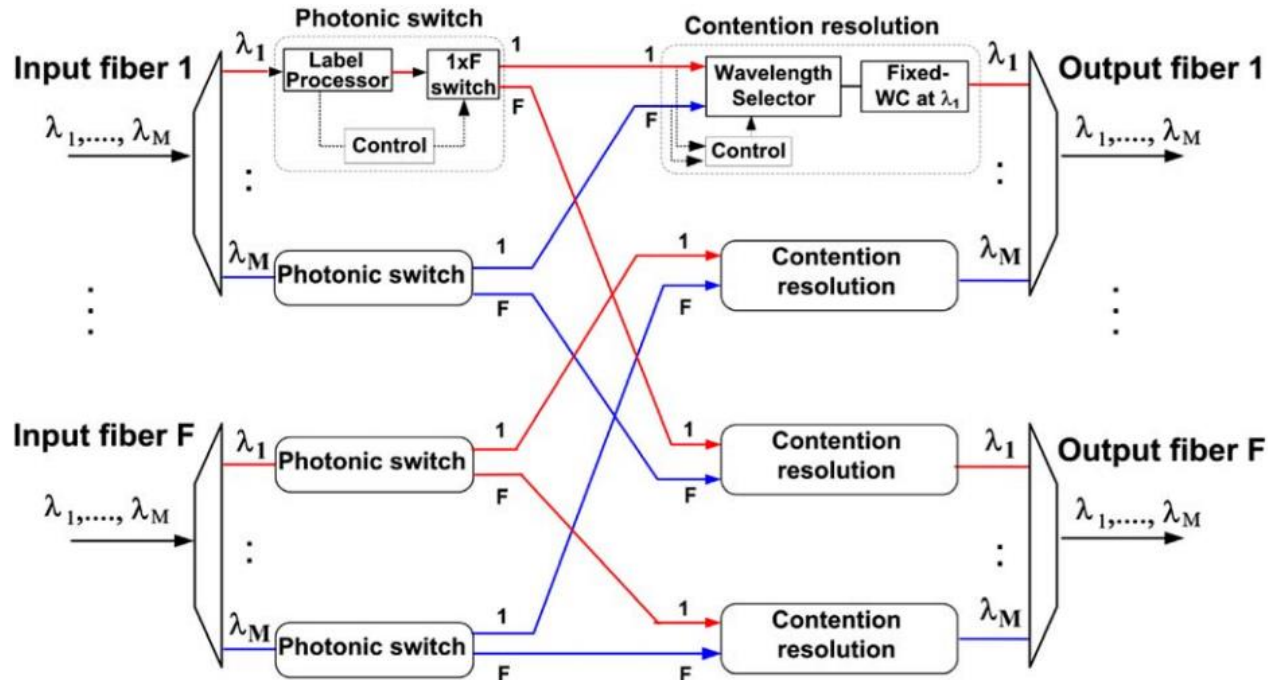 Photonic switch
Contention resolution
Input fiber 1
λ1,...., λM
λ1
Label
Processor
1xF
switch
Control
1
F
1
F
Wavelength
Selector
Fixed-
WC at λ1
Control
λ1
Output fiber 1
λ1,...., λM
λM
Photonic switch
1
F
1
F
Contention
resolution
λM
Input fiber F
λ1,...., λM
λ1
Photonic switch
1
F
1
F
Contention
resolution
λ1
Output fiber F
λ1,...., λM
λM
Photonic switch
1
F
1
F
Contention
resolution
λM